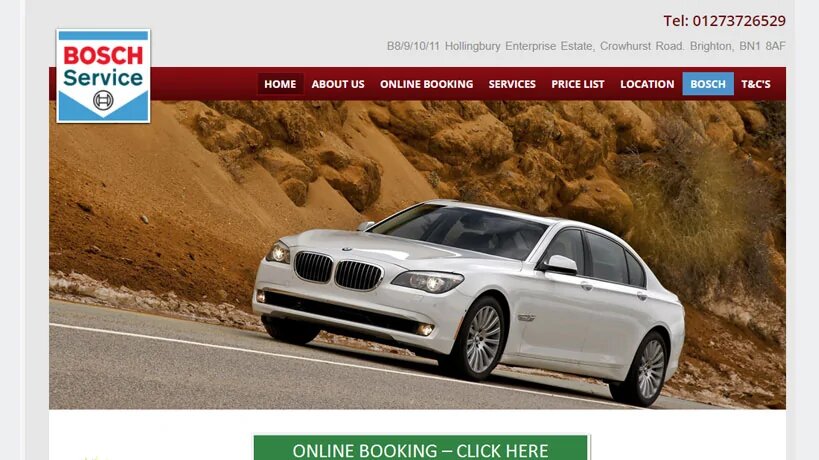 Tel: 01273726529
B8/9/10/11 Hollingbury Enterprise Estate, Crowhurst Road. Brighton, BN1 8AF
BOSCH
Service
HOME ABOUT US ONLINE BOOKING SERVICES PRICE LIST LOCATION BOSCH T&C'S
ONLINE BOOKING – CLICK HERE